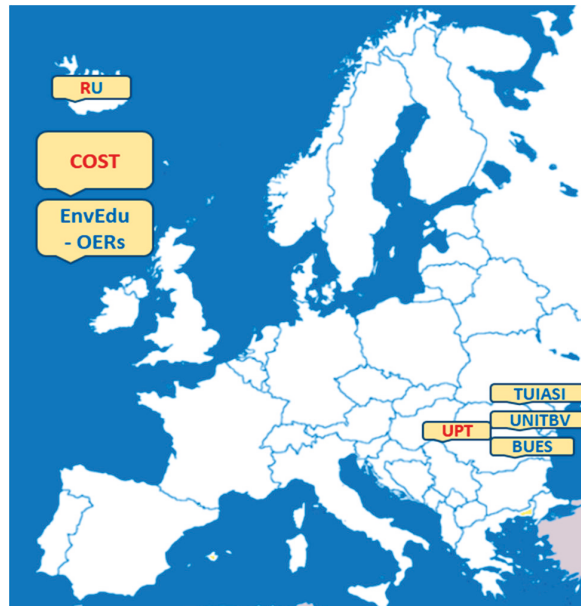 RU
COST
EnvEdu
- OERs
TUIASI
UNITBV
UPT
BUES